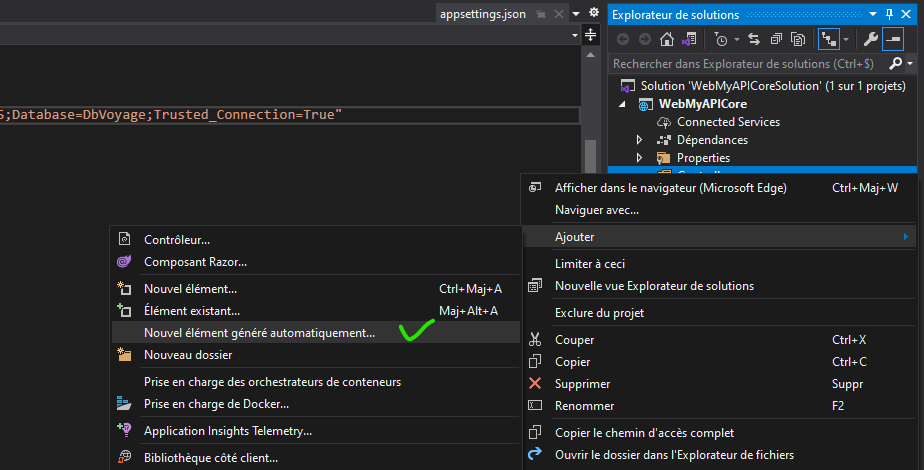 appsettings.json
Explorateur de solutions
Rechercher dans Explorateur de solutions (Ctrl+$)
Solution 'WebMyAPICoreSolution' (1 sur 1 projets)
WebMyAPICore
Connected Services
Dépendances
Properties
S;Database=DbVoyage;Trusted_Connection=True"
Afficher dans le navigateur (Microsoft Edge) Ctrl+Maj+W
Naviguer avec...
Ajouter
Limiter à ceci
Nouvelle vue Explorateur de solutions
Exclure du projet
Couper Ctrl+X
Copier Ctrl+C
Supprimer Suppr
Renommer F2
Copier le chemin d'accès complet
Ouvrir le dossier dans l'Explorateur de fichiers
Contrôleur...
Composant Razor...
Nouvel élément... Ctrl+Maj+A
Élément existant... Maj+Alt+A
Nouvel élément généré automatiquement...
Nouveau dossier
Prise en charge des orchestrateurs de conteneurs
Prise en charge de Docker...
Application Insights Telemetry...
Bibliothèque côté client...